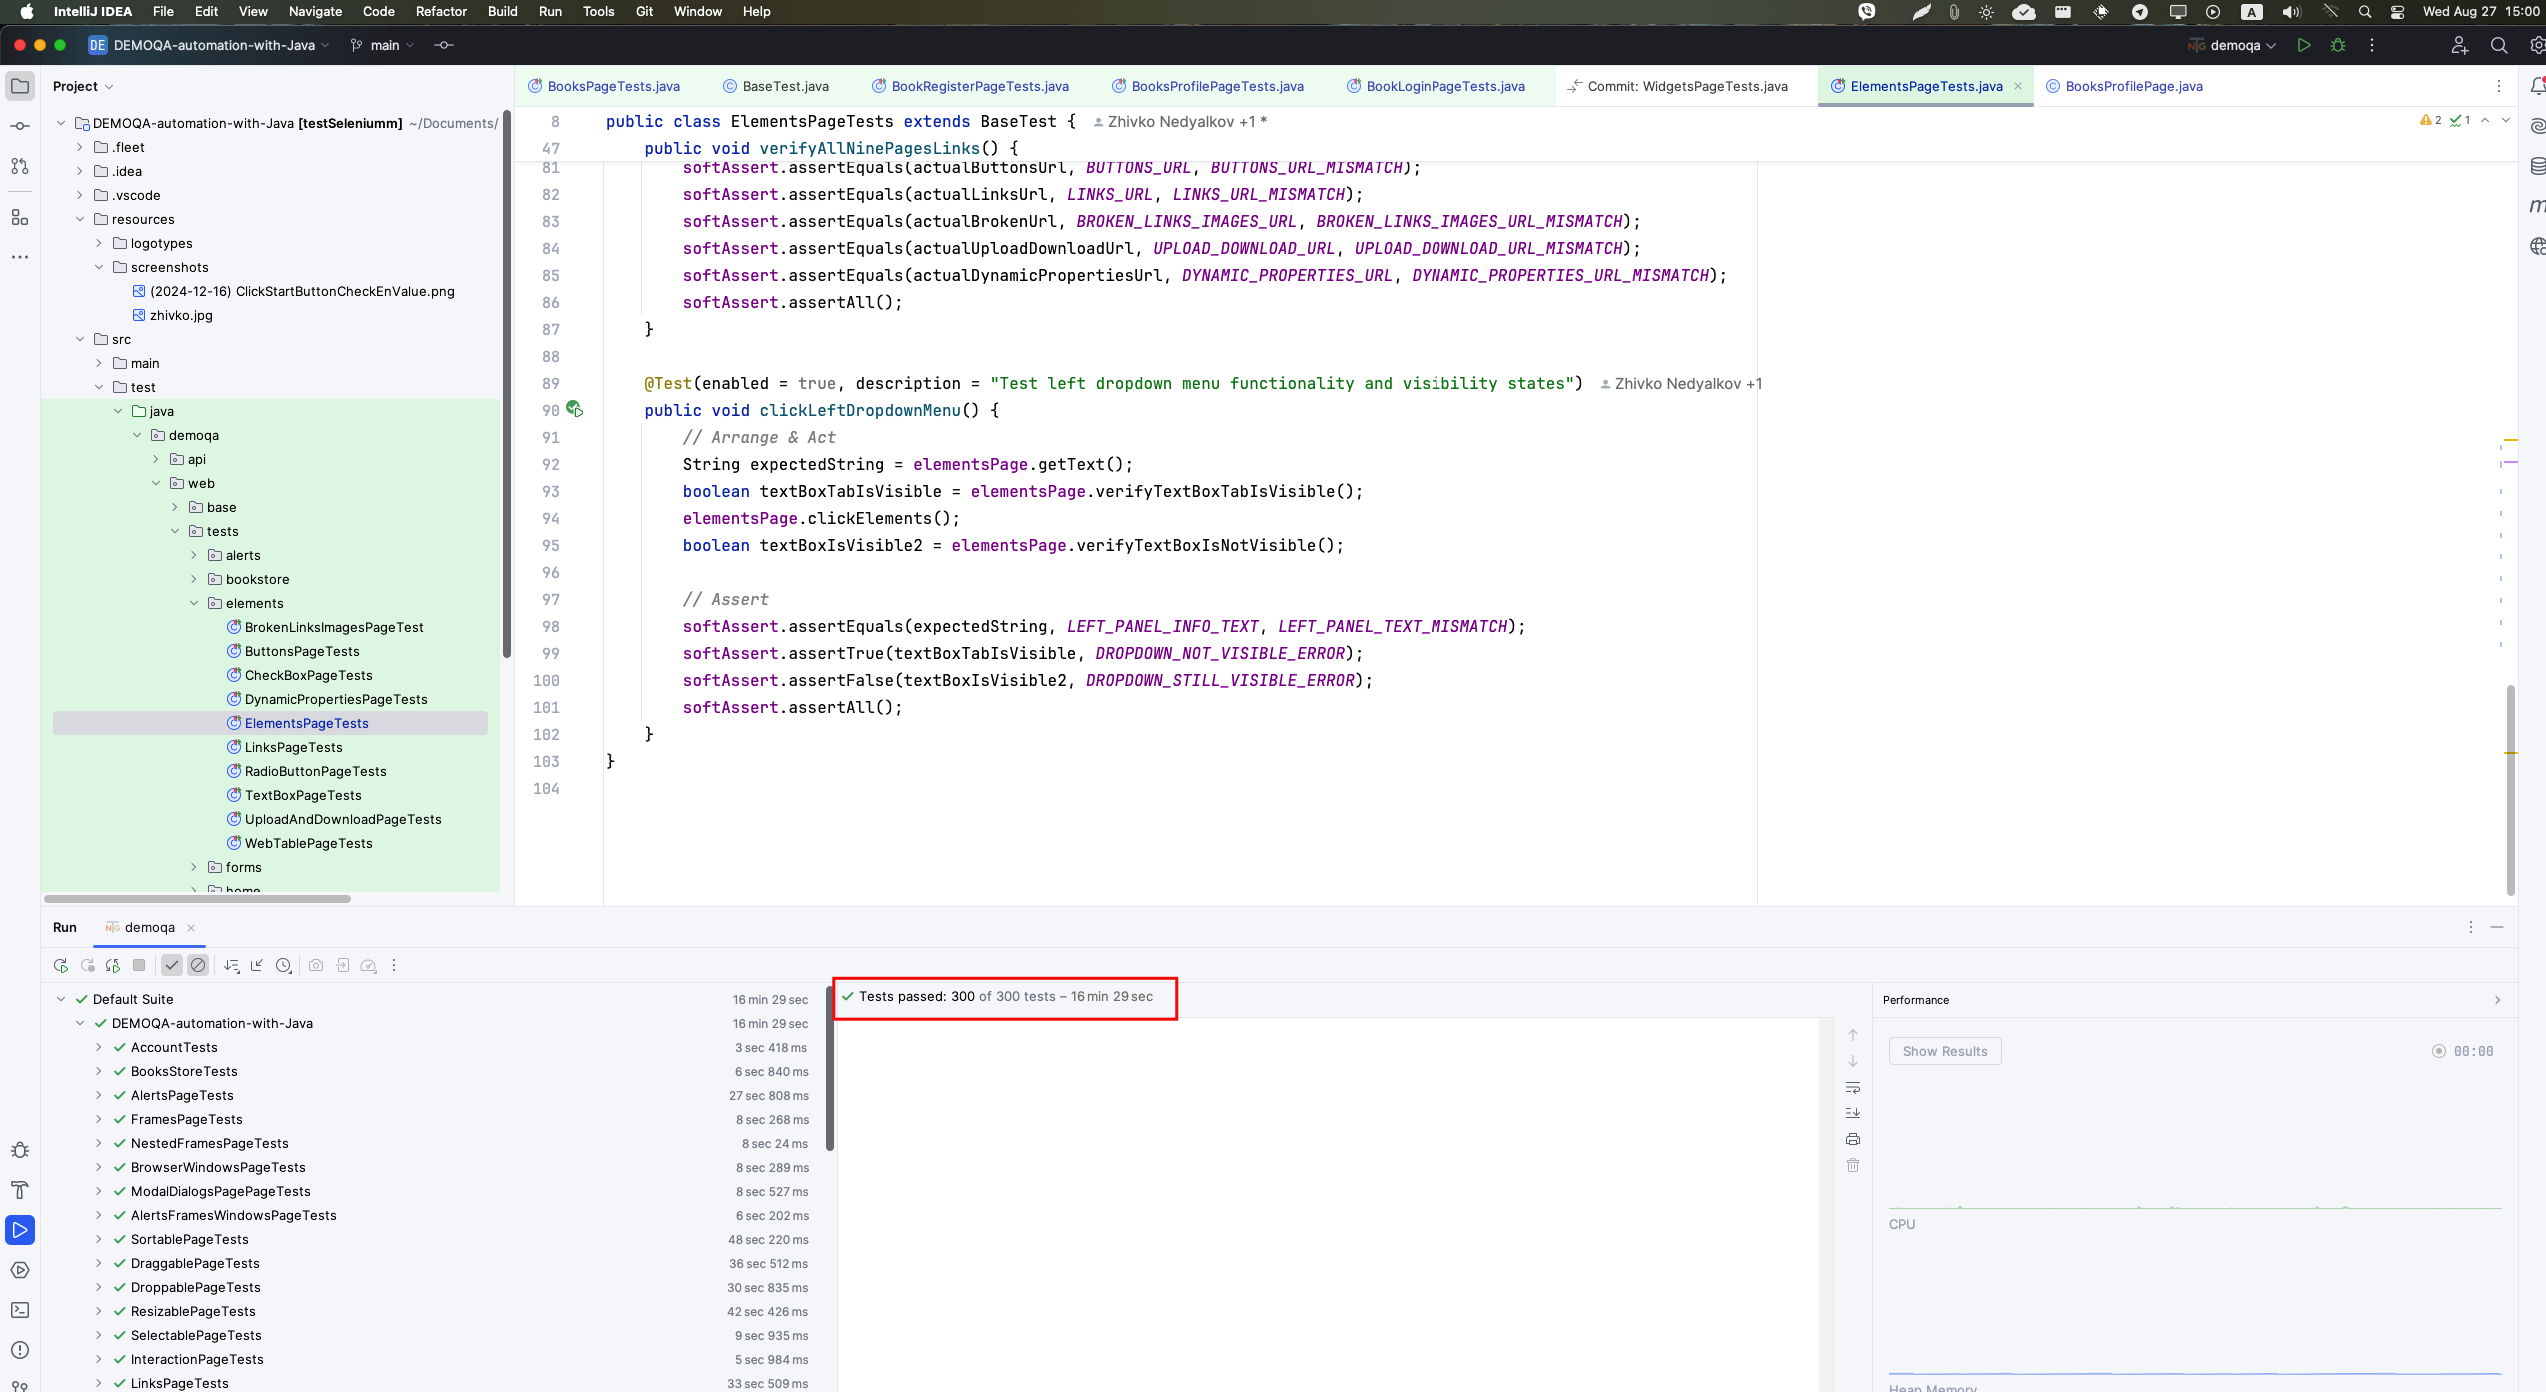 IntelliJ IDEA File Edit View Navigate Code Refactor Build Run Tools Git Window Help A Wed Aug 27 15:00
DE DEMOQA-automation-with-Java main demoqa
Project
DEMOQA-automation-with-Java [testSeleniumm] ~/Documents/
.fleet
.idea
.vscode
resources
logotypes
screenshots
(2024-12-16) ClickStartButtonCheckEnValue.png
zhivko.jpg
src
main
test
java
demoqa
api
web
base
tests
alerts
bookstore
elements
BrokenLinksImagesPageTest
ButtonsPageTests
CheckBoxPageTests
DynamicPropertiesPageTests
ElementsPageTests
LinksPageTests
RadioButtonPageTests
TextBoxPageTests
UploadAndDownloadPageTests
WebTablePageTests
forms
home
BooksPageTests.java BaseTest.java BookRegisterPageTests.java BooksProfilePageTests.java BookLoginPageTests.java Commit: WidgetsPageTests.java ElementsPageTests.java BooksProfilePage.java
8 public class ElementsPageTests extends BaseTest { Zhivko Nedyalkov +1 * 2 1
47 public void verifyAllNinePagesLinks() {
81 softAssert.assertEquals(actualButtonsUrl, BUTTONS_URL, BUTTONS_URL_MISMATCH);
82 softAssert.assertEquals(actualLinksUrl, LINKS_URL, LINKS_URL_MISMATCH);
83 softAssert.assertEquals(actualBrokenUrl, BROKEN_LINKS_IMAGES_URL, BROKEN_LINKS_IMAGES_URL_MISMATCH);
84 softAssert.assertEquals(actualUploadDownloadUrl, UPLOAD_DOWNLOAD_URL, UPLOAD_DOWNLOAD_URL_MISMATCH);
85 softAssert.assertEquals(actualDynamicPropertiesUrl, DYNAMIC_PROPERTIES_URL, DYNAMIC_PROPERTIES_URL_MISMATCH);
86 softAssert.assertAll();
87 }
88
89 @Test(enabled = true, description = "Test left dropdown menu functionality and visibility states") Zhivko Nedyalkov +1
90 public void clickLeftDropdownMenu() {
91 // Arrange & Act
92 String expectedString = elementsPage.getText();
93 boolean textBoxTabIsVisible = elementsPage.verifyTextBoxTabIsVisible();
94 elementsPage.clickElements();
95 boolean textBoxIsVisible2 = elementsPage.verifyTextBoxIsNotVisible();
96
97 // Assert
98 softAssert.assertEquals(expectedString, LEFT_PANEL_INFO_TEXT, LEFT_PANEL_TEXT_MISMATCH);
99 softAssert.assertTrue(textBoxTabIsVisible, DROPDOWN_NOT_VISIBLE_ERROR);
100 softAssert.assertFalse(textBoxIsVisible2, DROPDOWN_STILL_VISIBLE_ERROR);
101 softAssert.assertAll();
102 }
103 }
104
Run demoqa
Default Suite 16 min 29 sec
DEMOQA-automation-with-Java 16 min 29 sec
AccountTests 3 sec 418 ms
BooksStoreTests 6 sec 840 ms
AlertsPageTests 27 sec 808 ms
FramesPageTests 8 sec 268 ms
NestedFramesPageTests 8 sec 24 ms
BrowserWindowsPageTests 8 sec 289 ms
ModalDialogsPagePageTests 8 sec 527 ms
AlertsFramesWindowsPageTests 6 sec 202 ms
SortablePageTests 48 sec 220 ms
DraggablePageTests 36 sec 512 ms
DroppablePageTests 30 sec 835 ms
ResizablePageTests 42 sec 426 ms
SelectablePageTests 9 sec 935 ms
InteractionPageTests 5 sec 984 ms
LinksPageTests 33 sec 509 ms
Tests passed: 300 of 300 tests – 16 min 29 sec
Performance
Show Results 00:00
CPU
Heap Memory